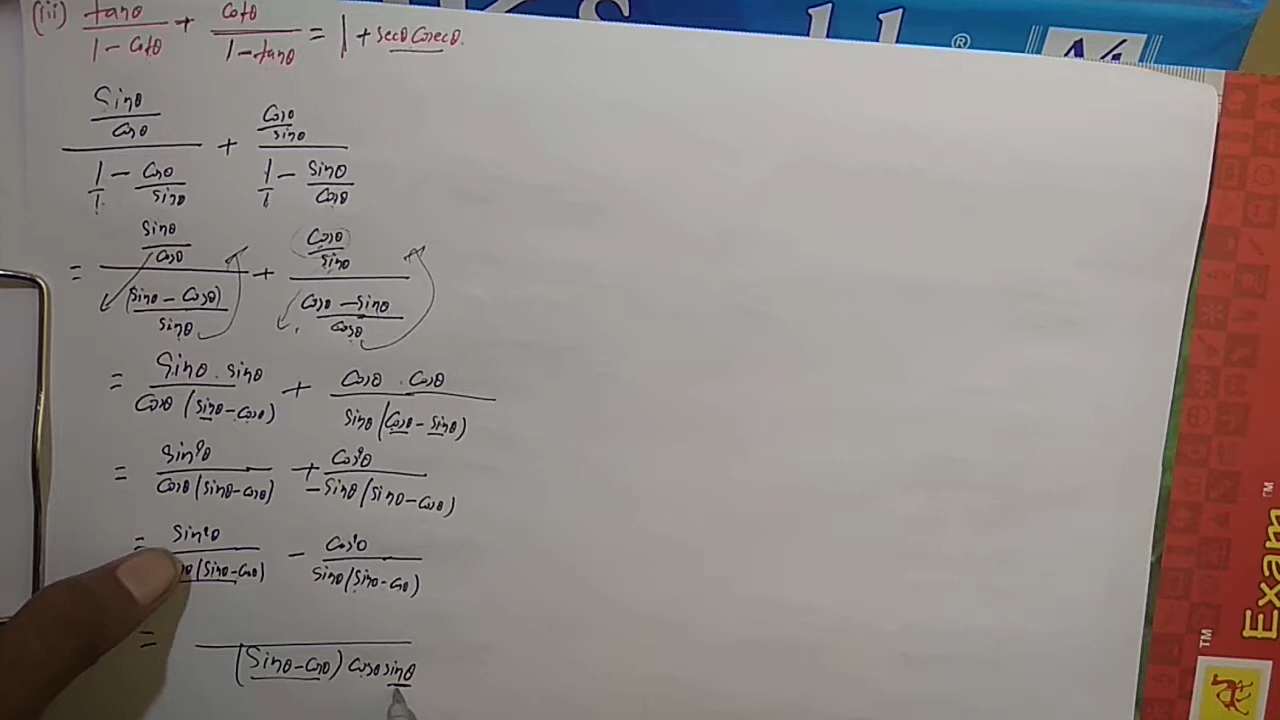 (iii) tanθ/1-cotθ + cotθ/1-tanθ = 1 + secθ cosecθ.
Sinθ/Cosθ / 1/1 - Cosθ/Sinθ + Cosθ/Sinθ / 1/1 - Sinθ/Cosθ
= Sinθ/Cosθ / (Sinθ - Cosθ)/Sinθ + Cosθ/Sinθ / Cosθ - Sinθ/Cosθ
= Sinθ . Sinθ / Cosθ (Sinθ - Cosθ) + Cosθ . Cosθ / Sinθ (Cosθ - Sinθ)
= Sin²θ / Cosθ (Sinθ - Cosθ) + Cos²θ / -Sinθ (Sinθ - Cosθ)
= Sin²θ / θ (Sinθ - Cosθ) - Cos²θ / Sinθ (Sinθ - Cosθ)
= / (Sinθ - Cosθ) Cosθ Sinθ
®
Exam
TM
TM